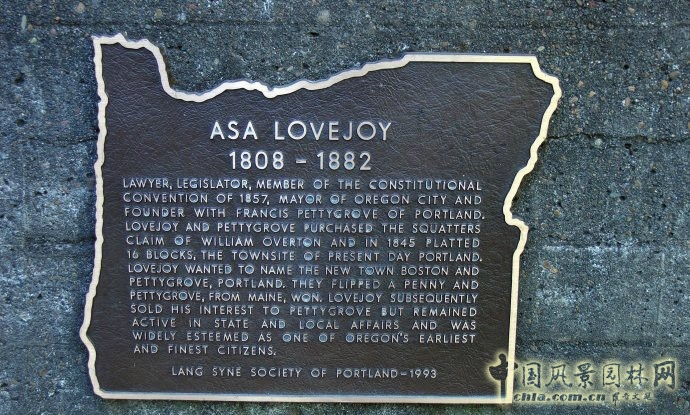 ASA LOVEJOY
1808 - 1882
LAWYER, LEGISLATOR, MEMBER OF THE CONSTITUTIONAL
CONVENTION OF 1857, MAYOR OF OREGON CITY AND
FOUNDER WITH FRANCIS PETTYGROVE OF PORTLAND.
LOVEJOY AND PETTYGROVE PURCHASED THE SQUATTERS
CLAIM OF WILLIAM OVERTON AND IN 1845 PLATTED
16 BLOCKS, THE TOWNSITE OF PRESENT DAY PORTLAND.
LOVEJOY WANTED TO NAME THE NEW TOWN BOSTON AND
PETTYGROVE, PORTLAND. THEY FLIPPED A PENNY AND
PETTYGROVE, FROM MAINE, WON. LOVEJOY SUBSEQUENTLY
SOLD HIS INTEREST TO PETTYGROVE BUT REMAINED
ACTIVE IN STATE AND LOCAL AFFAIRS AND WAS
WIDELY ESTEEMED AS ONE OF OREGON'S EARLIEST
AND FINEST CITIZENS.
LANG SYNE SOCIETY OF PORTLAND-1993
中国风景园林网
chla.com.cn